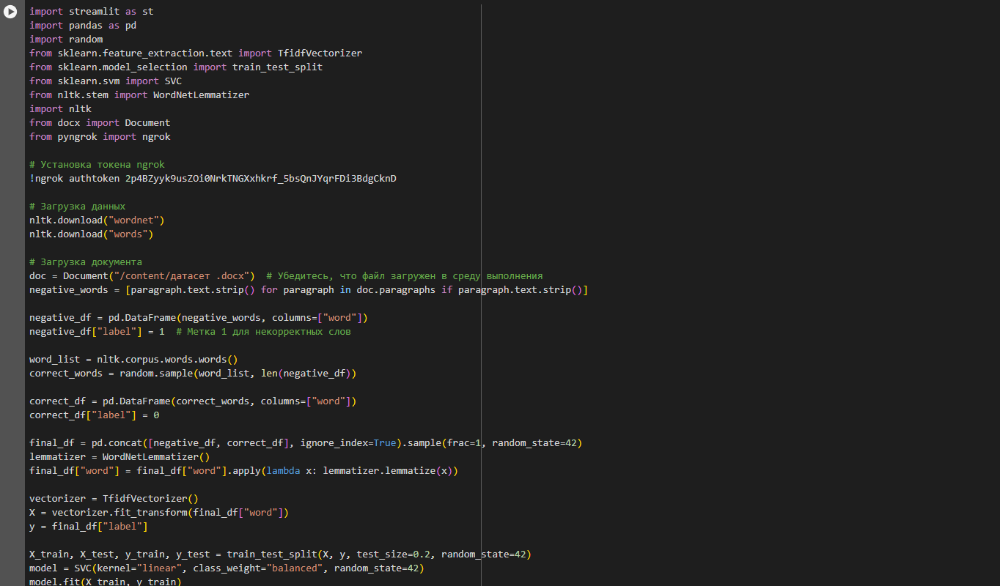 import streamlit as st
import pandas as pd
import random
from sklearn.feature_extraction.text import TfidfVectorizer
from sklearn.model_selection import train_test_split
from sklearn.svm import SVC
from nltk.stem import WordNetLemmatizer
import nltk
from docx import Document
from pyngrok import ngrok
# Установка токена ngrok
!ngrok authtoken 2p4BZyyk9usZOi0NrkTNGXxhkrf_5bsQnJYqrFDi3BdgCknD
# Загрузка данных
nltk.download("wordnet")
nltk.download("words")
# Загрузка документа
doc = Document("/content/датасет .docx")  # Убедитесь, что файл загружен в среду выполнения
negative_words = [paragraph.text.strip() for paragraph in doc.paragraphs if paragraph.text.strip()]
negative_df = pd.DataFrame(negative_words, columns=["word"])
negative_df["label"] = 1  # Метка 1 для некорректных слов
word_list = nltk.corpus.words.words()
correct_words = random.sample(word_list, len(negative_df))
correct_df = pd.DataFrame(correct_words, columns=["word"])
correct_df["label"] = 0
final_df = pd.concat([negative_df, correct_df], ignore_index=True).sample(frac=1, random_state=42)
lemmatizer = WordNetLemmatizer()
final_df["word"] = final_df["word"].apply(lambda x: lemmatizer.lemmatize(x))
vectorizer = TfidfVectorizer()
X = vectorizer.fit_transform(final_df["word"])
y = final_df["label"]
X_train, X_test, y_train, y_test = train_test_split(X, y, test_size=0.2, random_state=42)
model = SVC(kernel="linear", class_weight="balanced", random_state=42)
model.fit(X_train, y_train)